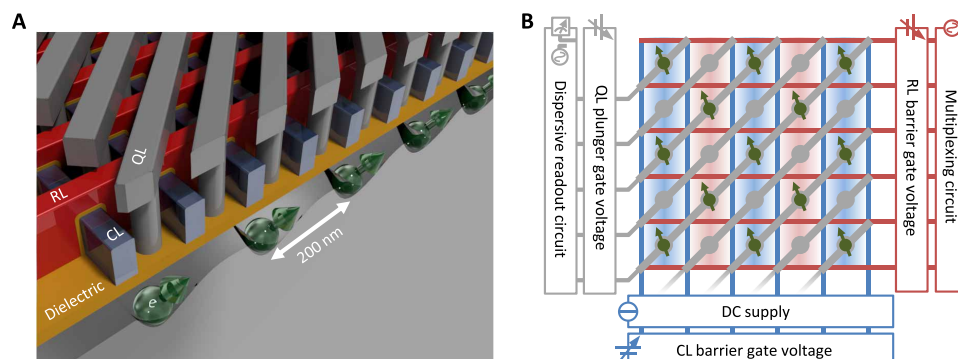 A
QL
RL
CL
Dielectric
e
200 nm
B
Dispersive readout circuit
QL plunger gate voltage
RL barrier gate voltage
Multiplexing circuit
DC supply
CL barrier gate voltage